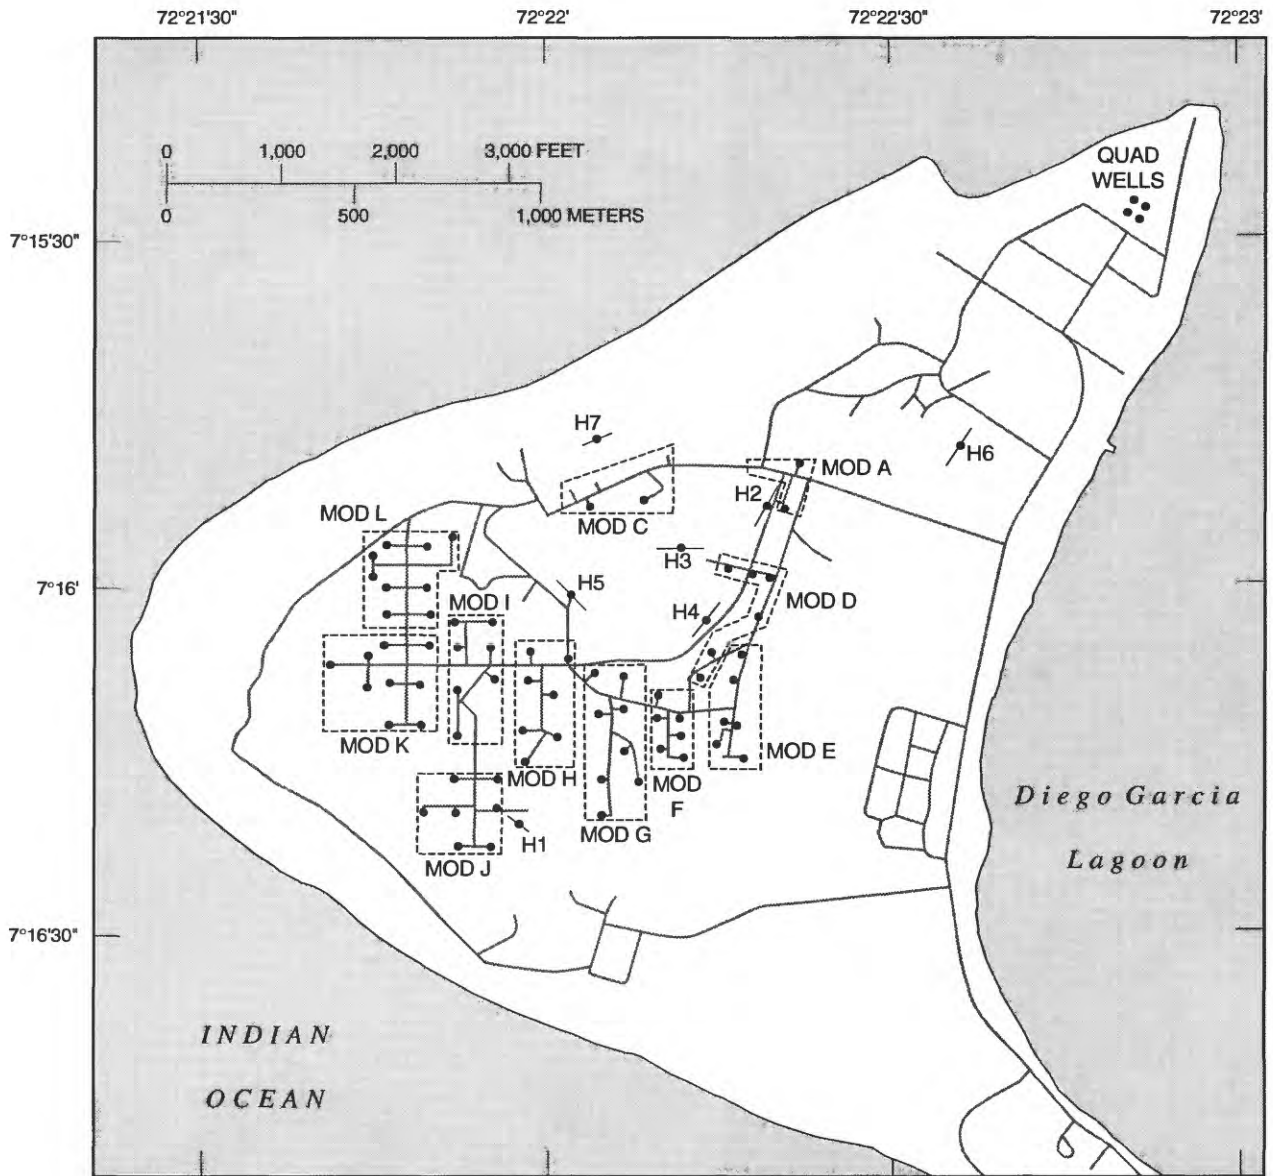 72°21'30"
72°22'
72°22'30"
72°23'
0
1,000
2,000
3,000 FEET
0
500
1,000 METERS
QUAD
WELLS
7°15'30"
H7
H6
MOD A
H2
MOD C
MOD L
H3
7°16'
H5
MOD I
MOD D
H4
MOD K
MOD H
MOD E
MOD
F
Diego Garcia
MOD G
H1
MOD J
Lagoon
7°16'30"
INDIAN
OCEAN